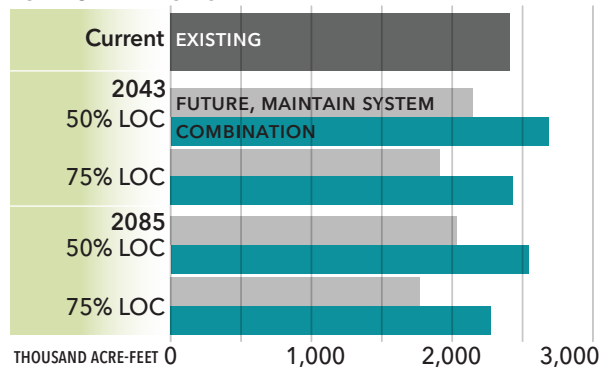 Current EXISTING
2043
50% LOC FUTURE, MAINTAIN SYSTEM
COMBINATION
75% LOC
2085
50% LOC
75% LOC
THOUSAND ACRE-FEET 0 1,000 2,000 3,000